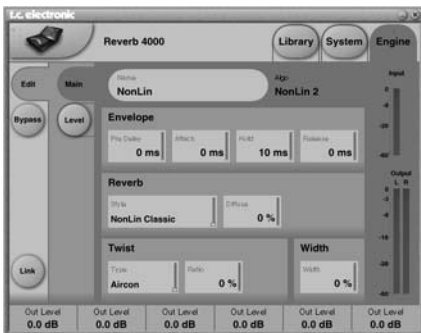 t.c. electronic
Reverb 4000
Library
System
Engine
Edit
Main
Name
NonLin
Algo
NonLin 2
Input
Bypass
Level
Envelope
Pre Delay
Attack
Hold
Release
0 ms
0 ms
10 ms
0 ms
Reverb
Style
NonLin Classic
Diffuse
0 %
Output
L R
Twist
Type
Aircon
Ratio
0 %
Width
Width
0 %
Link
Out Level
Out Level
Out Level
Out Level
Out Level
Out Level
0.0 dB
0.0 dB
0.0 dB
0.0 dB
0.0 dB
0.0 dB